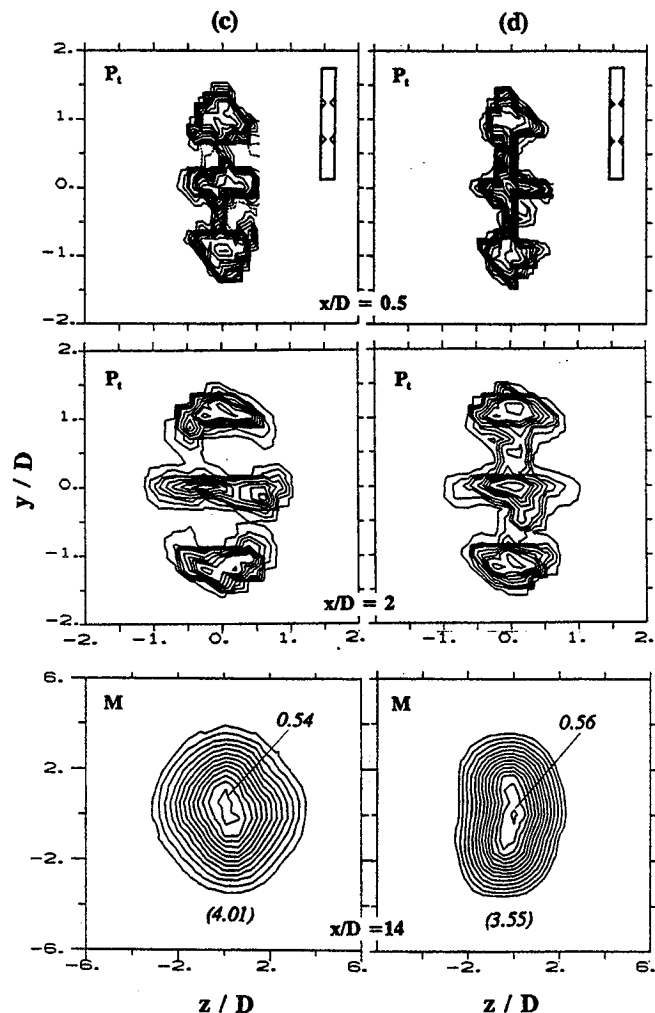 (c) (d)
2.
P_t P_t
1.
0.
-1.
-2.
x/D = 0.5
2.
P_t P_t
1.
y / D
0.
-1.
-2.
x/D = 2
-2. -1. 0. 1. 2. -1. 0. 1. 2.
6.
M M
0.54 0.56
2.
-2.
(4.01) (3.55)
x/D =14
-6.
-6. -2. 2. 6. -2. 2. 6.
z / D z / D